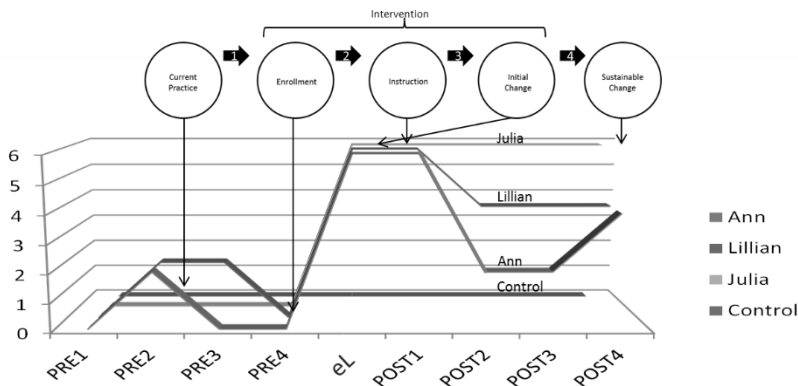 Intervention
1
2
3
4
Current
Practice
Enrollment
Instruction
Initial
Change
Sustainable
Change
Julia
Lillian
Ann
Control
6
5
4
3
2
1
0
PRE1
PRE2
PRE3
PRE4
eL
POST1
POST2
POST3
POST4
Ann
Lillian
Julia
Control